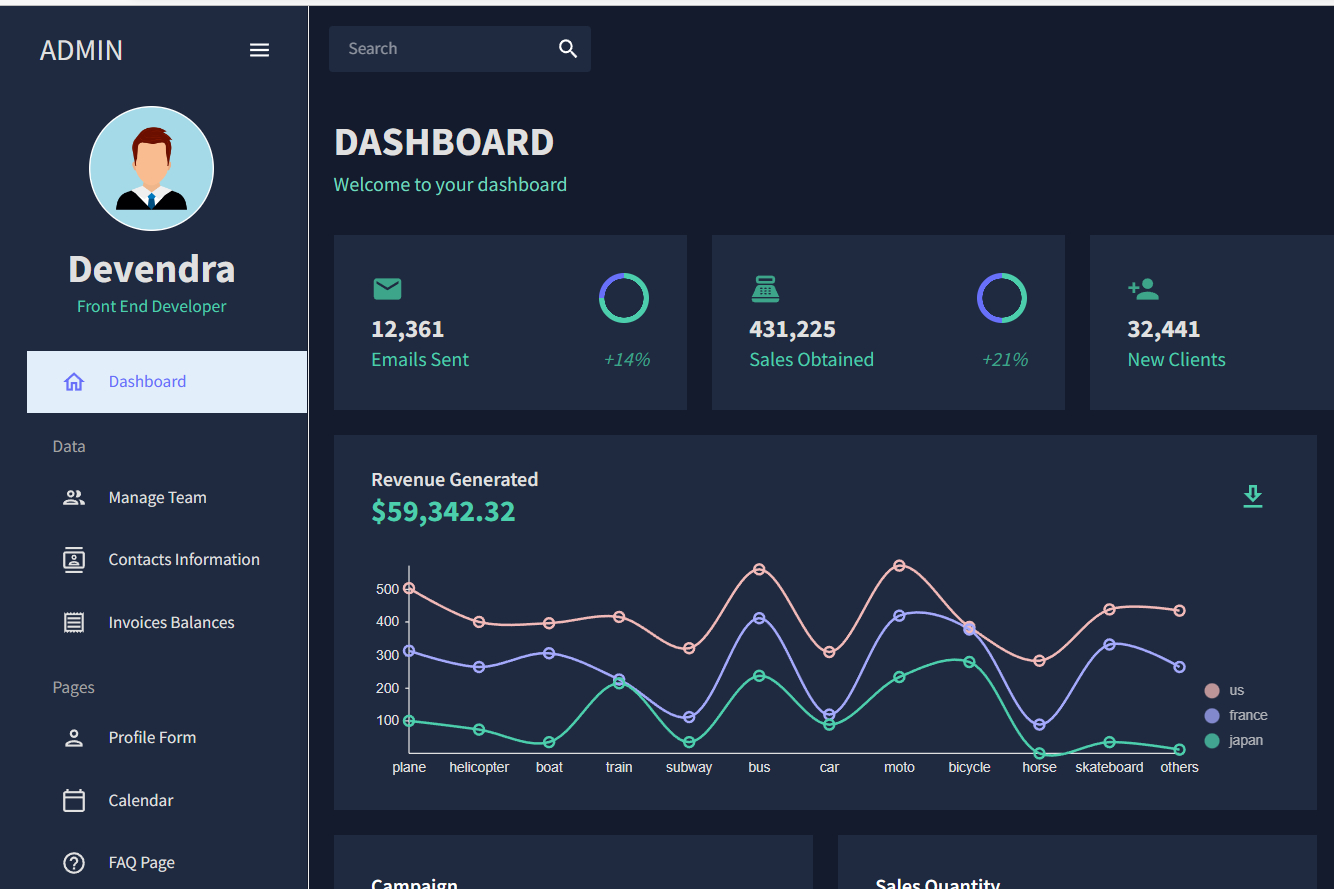 ADMIN
Search
Devendra
Front End Developer
Dashboard
Data
Manage Team
Contacts Information
Invoices Balances
Pages
Profile Form
Calendar
FAQ Page
DASHBOARD
Welcome to your dashboard
12,361
Emails Sent +14%
431,225
Sales Obtained +21%
32,441
New Clients
Revenue Generated
$59,342.32
500
400
300
200
100
plane helicopter boat train subway bus car moto bicycle horse skateboard others
us
france
japan
Campaign
Sales Quantity